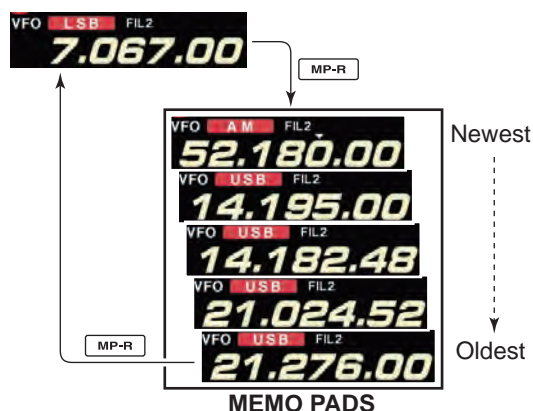 VFO LSB FIL2
7.067.00
MP-R
VFO AM FIL2
52.180.00
Newest
VFO USB FIL2
14.195.00
VFO USB FIL2
14.182.48
VFO USB FIL2
21.024.52
MP-R
VFO USB FIL2
21.276.00
Oldest
MEMO PADS